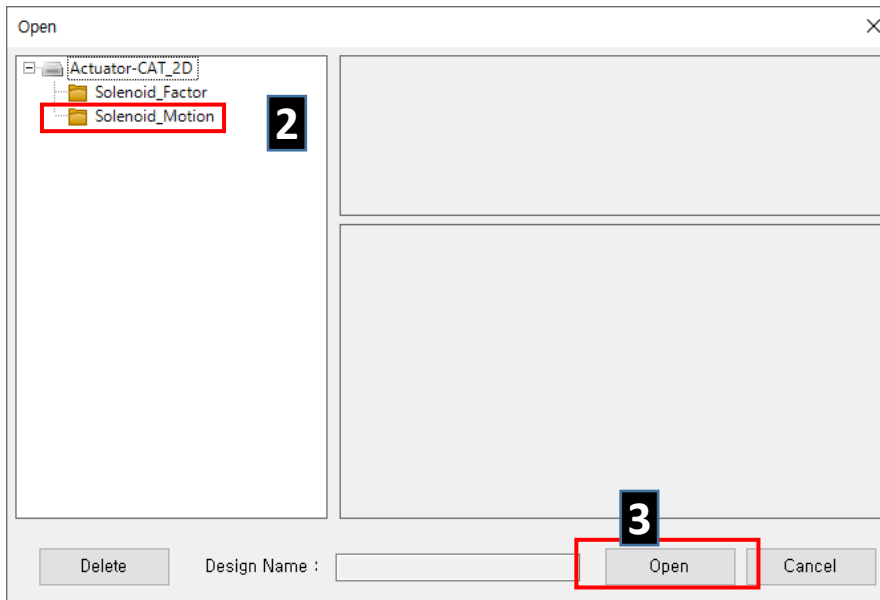 Open
Actuator-CAT_2D
Solenoid_Factor
Solenoid_Motion
2
3
Delete
Design Name :
Open
Cancel